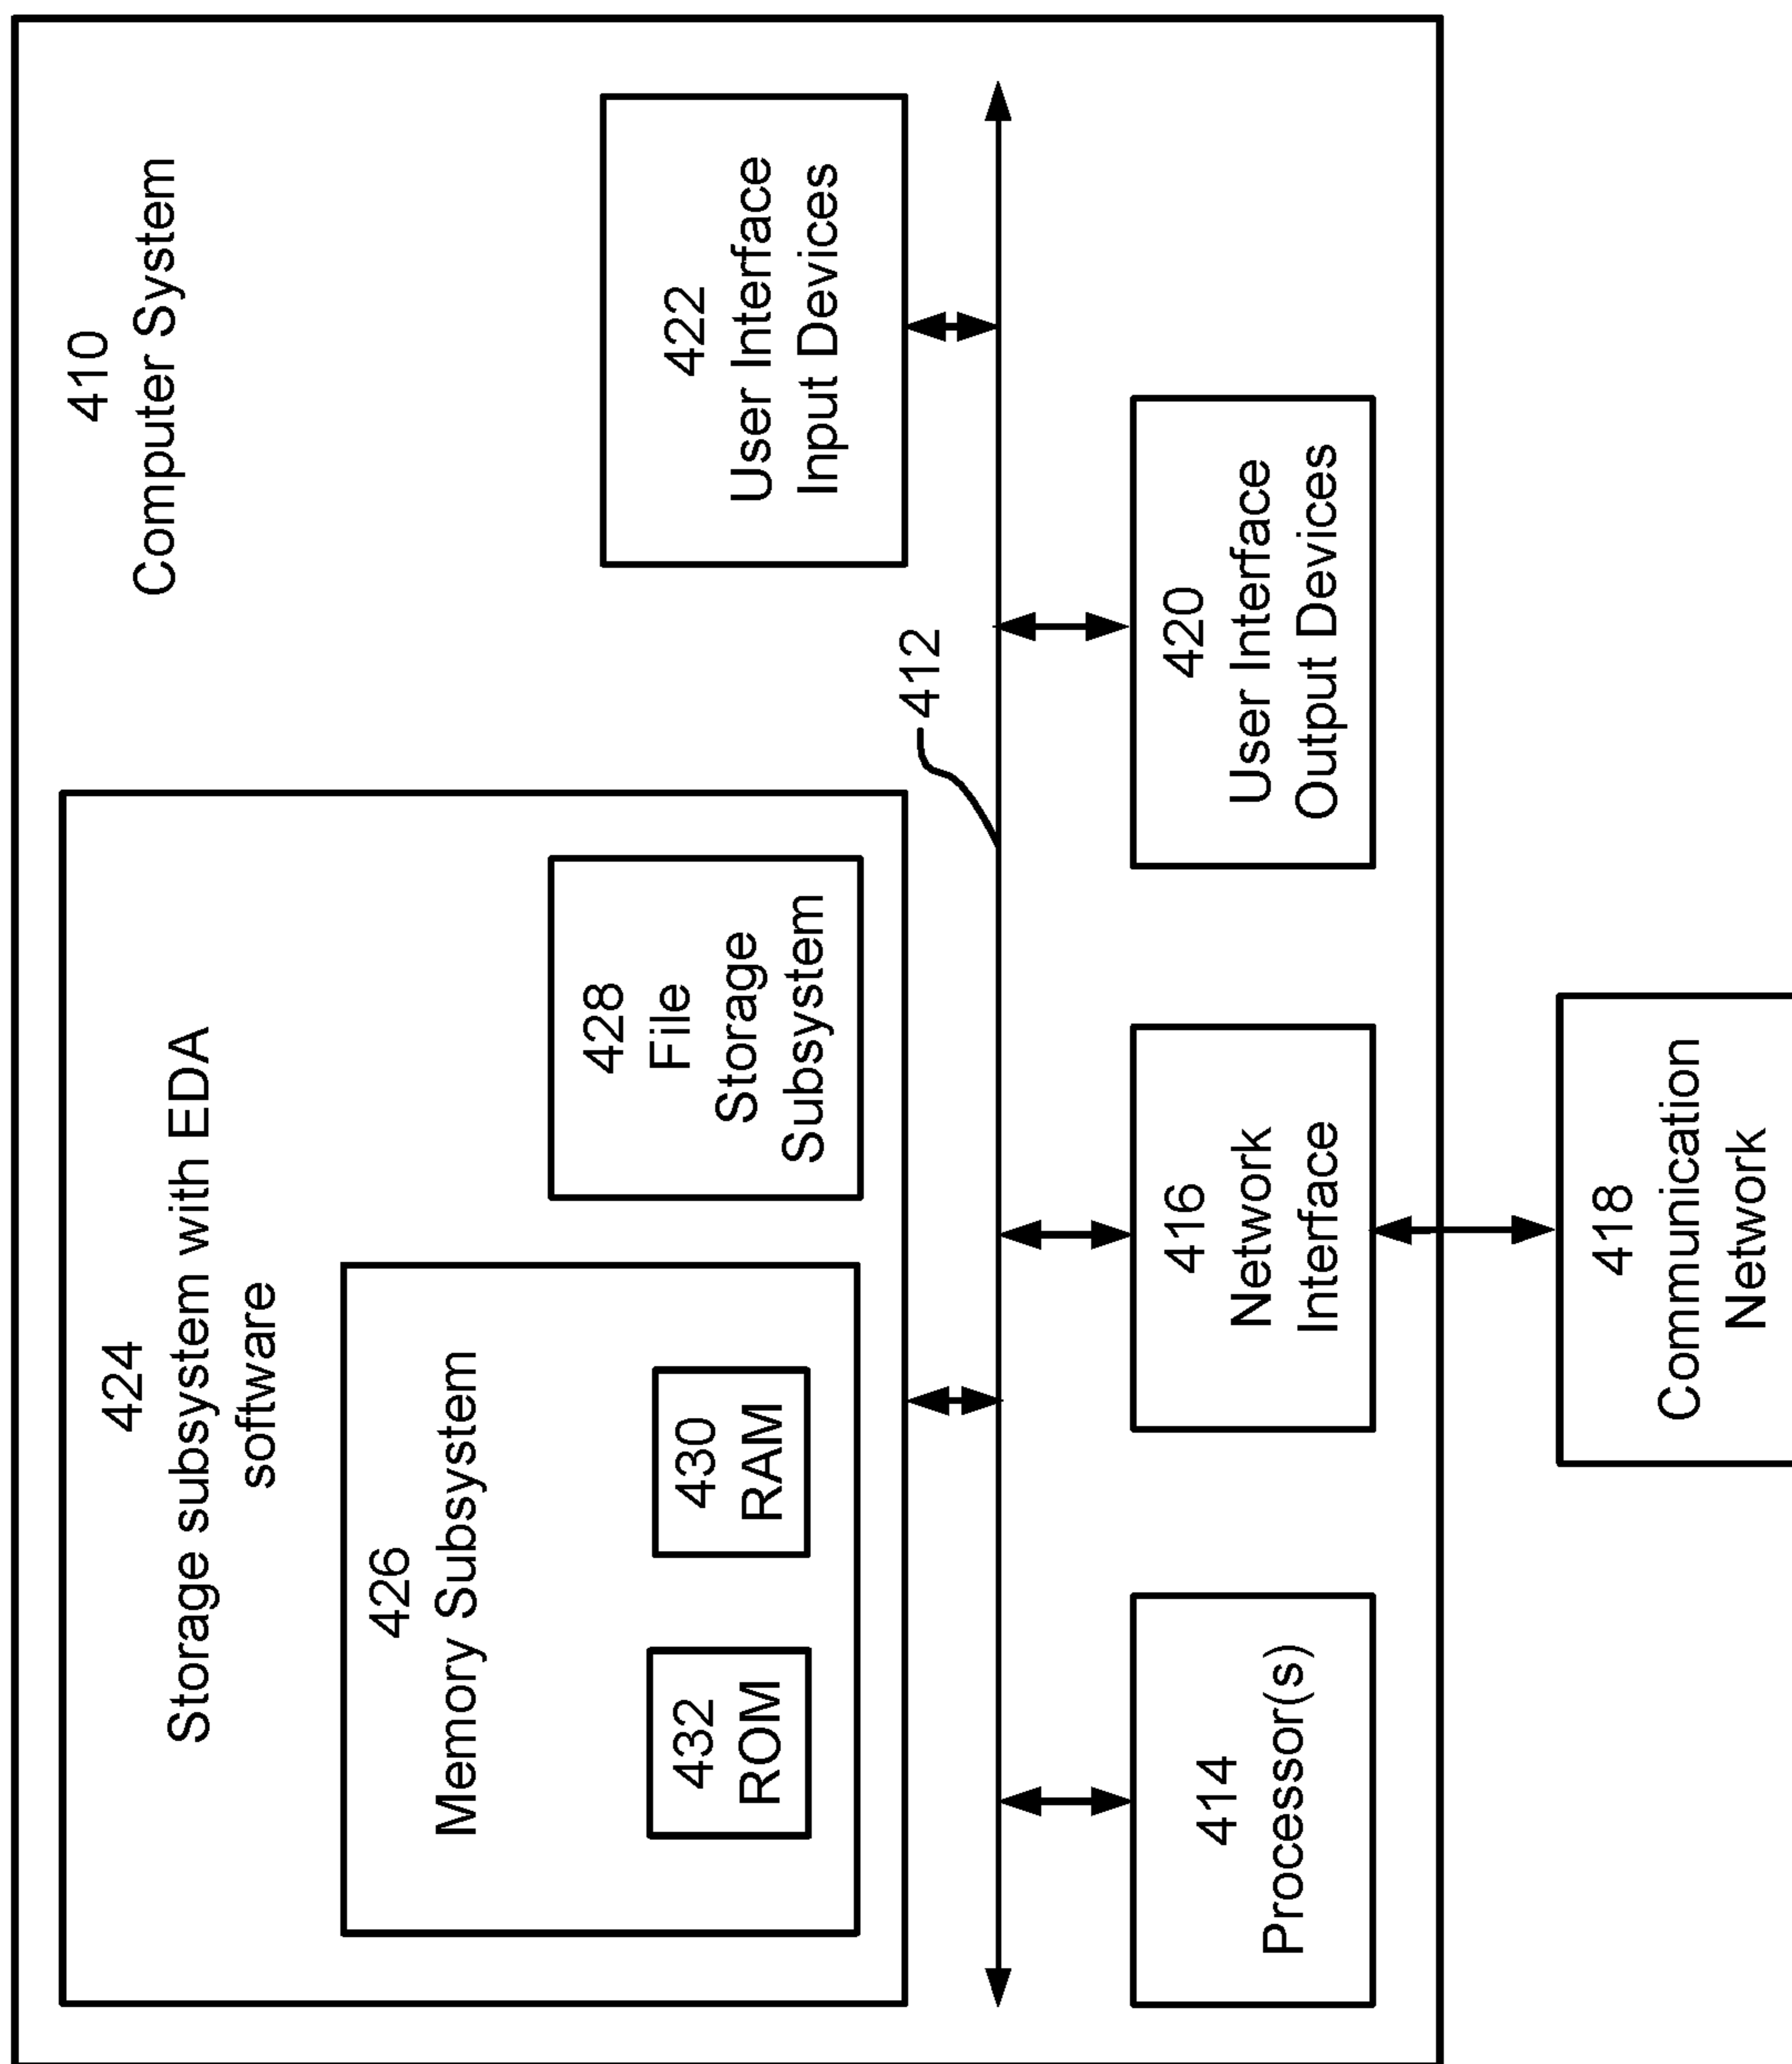 410
Computer System
424
Storage subsystem with EDA
software
426
Memory Subsystem
432
ROM
430
RAM
428
File
Storage
Subsystem
422
User Interface
Input Devices
412
414
Processor(s)
416
Network
Interface
420
User Interface
Output Devices
418
Communication
Network